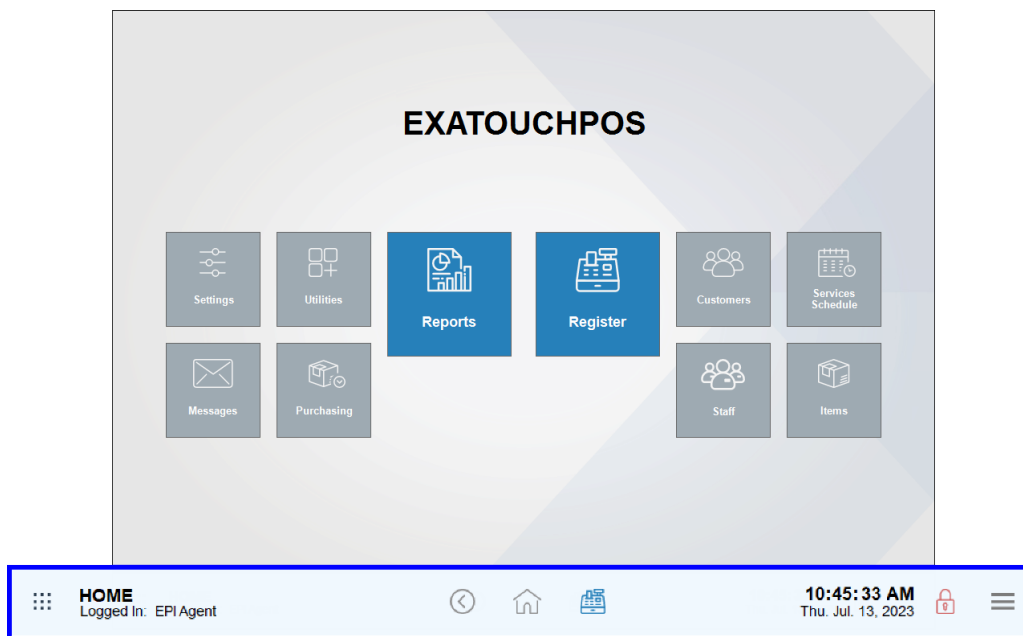 EXATOUCHPOS
Settings
Utilities
Reports
Register
Customers
Services
Schedule
Messages
Purchasing
Staff
Items
HOME
Logged In: EPI Agent
10:45:33 AM
Thu. Jul. 13, 2023